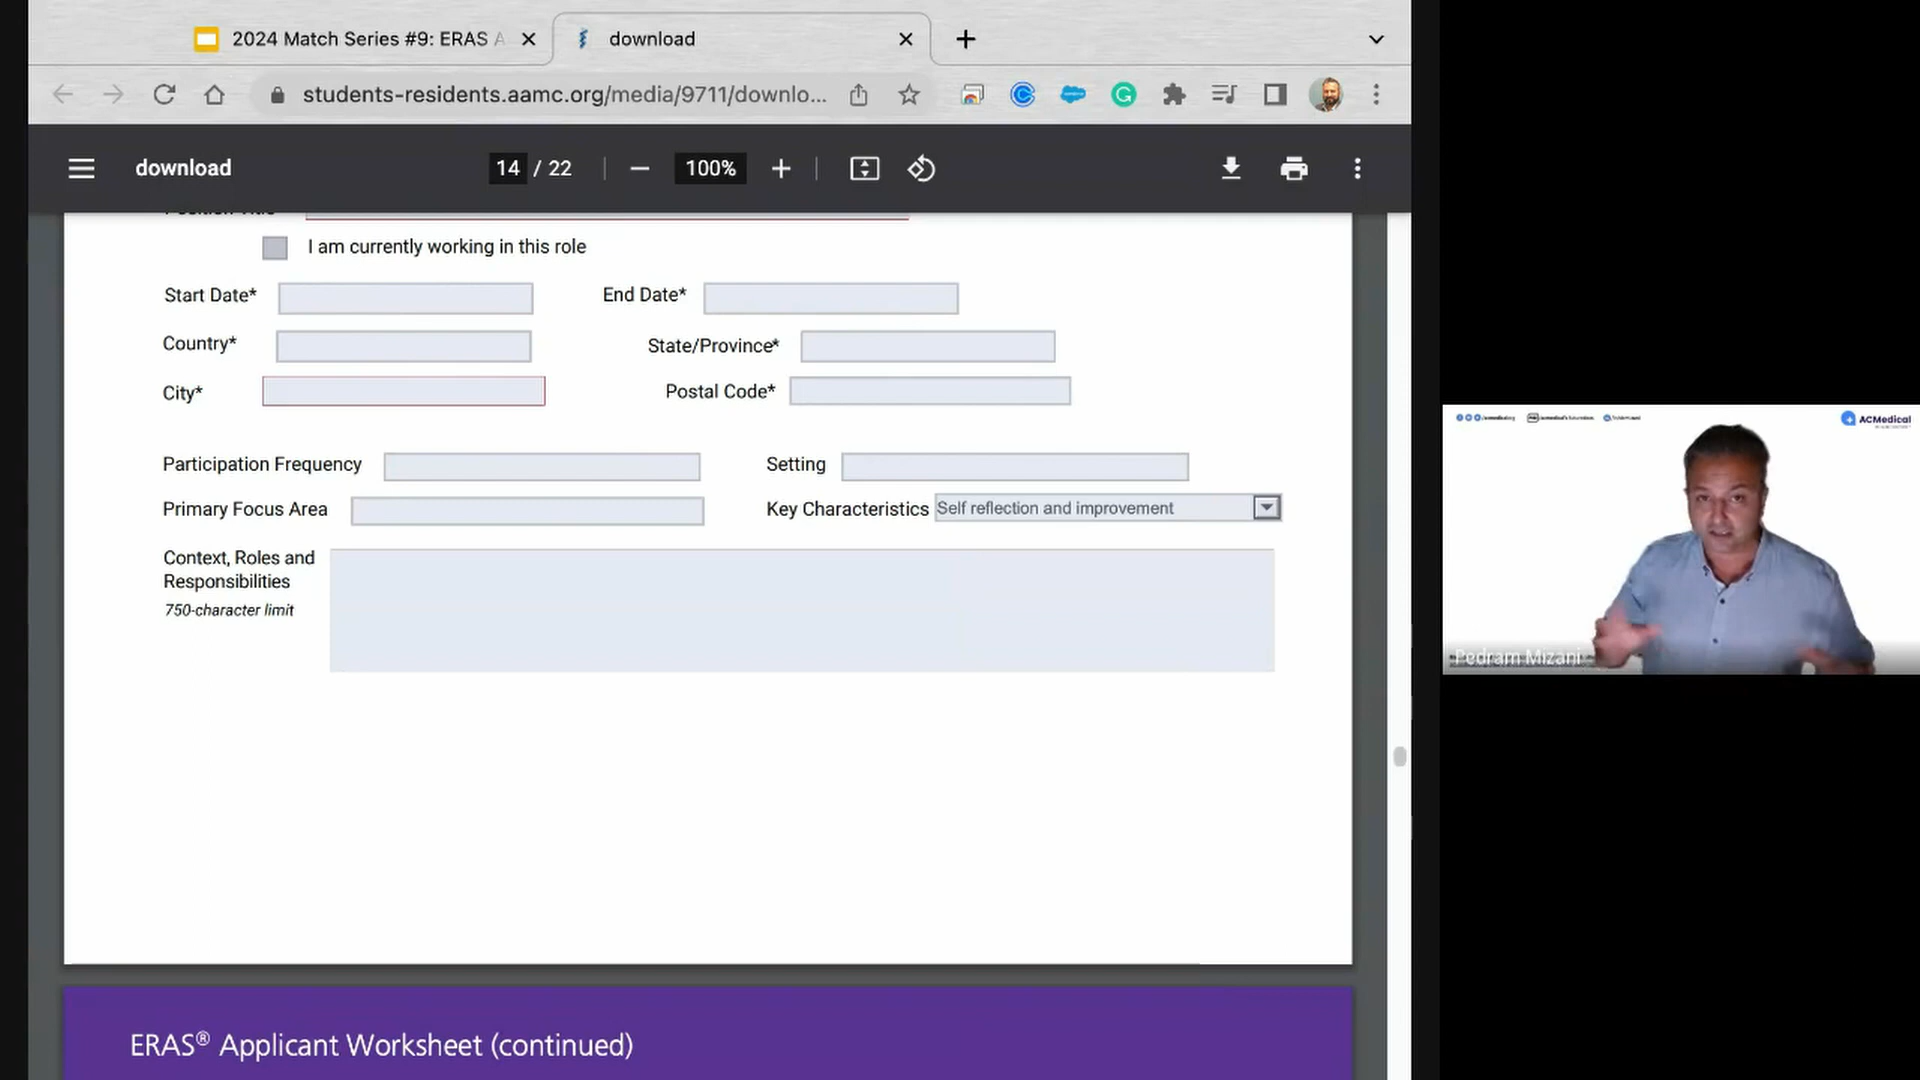 2024 Match Series #9: ERAS A
download
students-residents.aamc.org/media/9711/downlo...
download
14 / 22
100%
Position Title
I am currently working in this role
Start Date*
End Date*
Country*
State/Province*
City*
Postal Code*
Participation Frequency
Setting
Primary Focus Area
Key Characteristics
Self reflection and improvement
Context, Roles and
Responsibilities
750-character limit
ERAS® Applicant Worksheet (continued)
ACMedical
Pedram Mizani